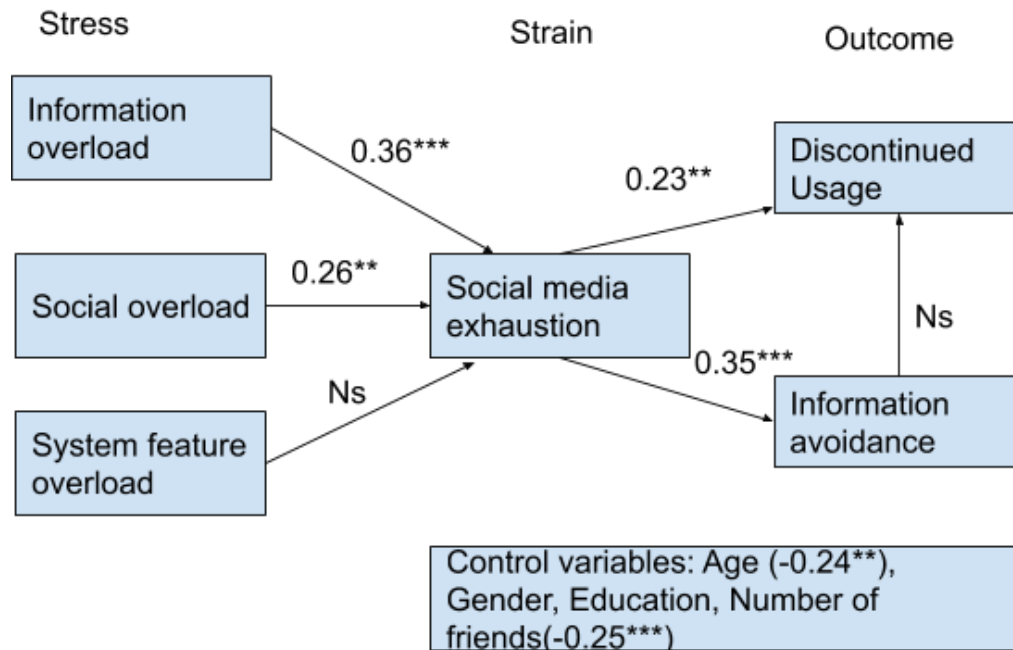 Stress
Strain
Outcome
Information
overload
0.36***
0.23**
Discontinued
Usage
Social overload
0.26**
Social media
exhaustion
Ns
0.35***
Ns
System feature
overload
Information
avoidance
Control variables: Age (-0.24**),
Gender, Education, Number of
friends(-0.25***)